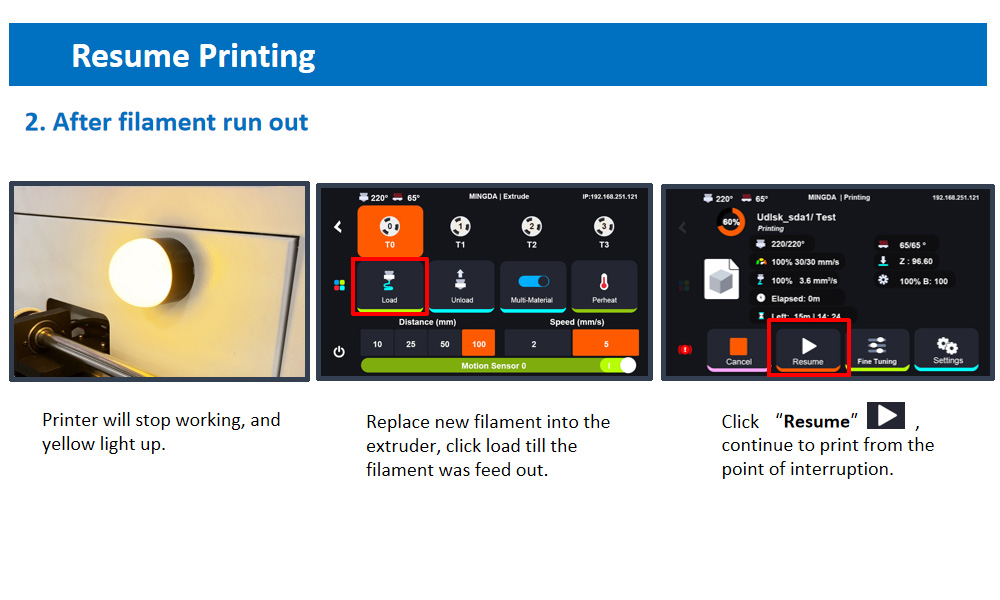 Resume Printing
2. After filament run out
220° 65° MINGDA | Extrude IP:192.168.251.121
0 1 2 3
T0 T1 T2 T3
Load Unload Multi-Material Perheat
Distance (mm) Speed (mm/s)
10 25 50 100 2 5
Motion Sensor 0
220° 65° MINGDA | Printing 192.168.251.121
60% Udlsk_sda1/ Test
Printing
220/220° 65/65 °
100% 30/30 mm/s Z : 96.60
100% 3.6 mm³/s 100% B: 100
Elapsed: 0m
Left: 15m | 14: 24
Cancel Resume Fine Tuning Settings
Printer will stop working, and
yellow light up.
Replace new filament into the
extruder, click load till the
filament was feed out.
Click “Resume” ,
continue to print from the
point of interruption.